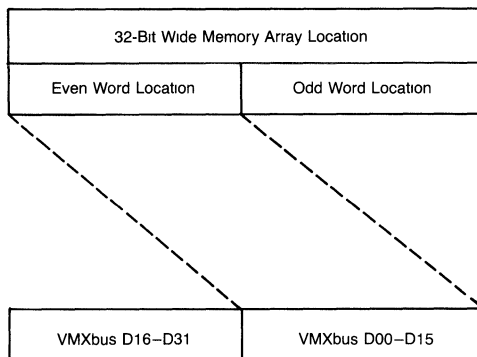 32-Bit Wide Memory Array Location
Even Word Location
Odd Word Location
VMXbus D16–D31
VMXbus D00–D15